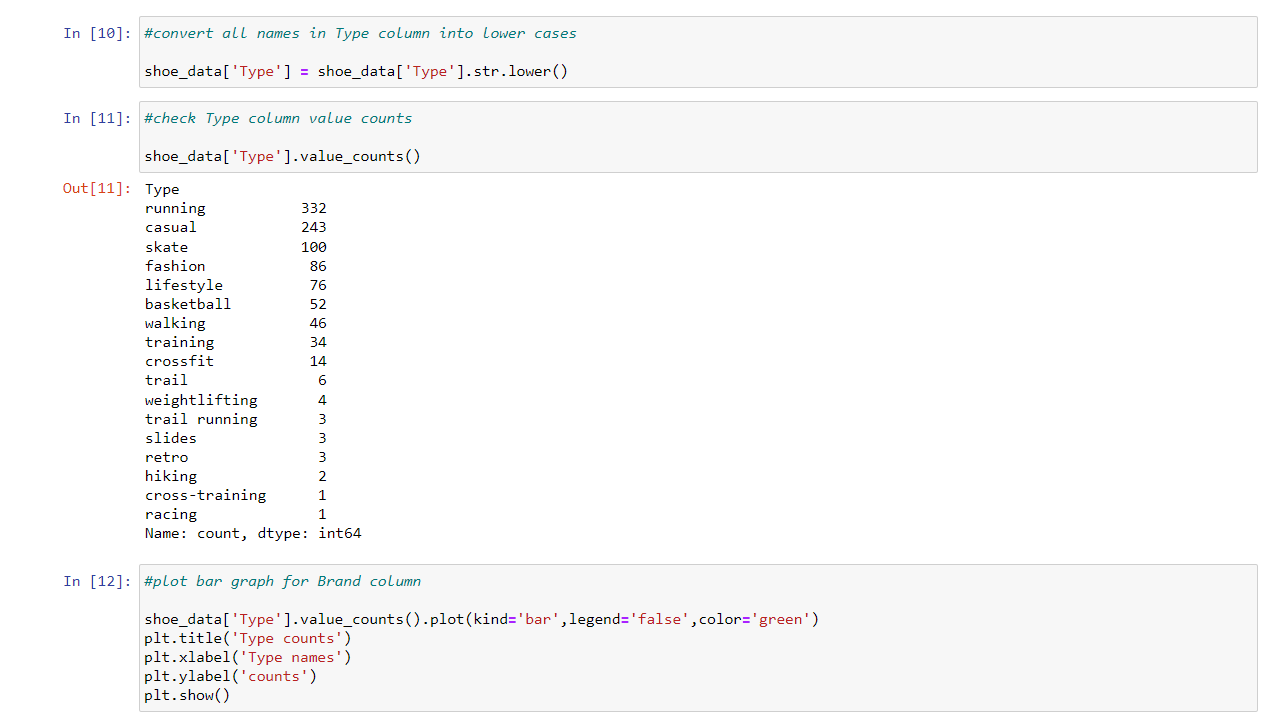 In [10]: #convert all names in Type column into lower cases
shoe_data['Type'] = shoe_data['Type'].str.lower()
In [11]: #check Type column value counts
shoe_data['Type'].value_counts()
Out[11]: Type
running 332
casual 243
skate 100
fashion 86
lifestyle 76
basketball 52
walking 46
training 34
crossfit 14
trail 6
weightlifting 4
trail running 3
slides 3
retro 3
hiking 2
cross-training 1
racing 1
Name: count, dtype: int64
In [12]: #plot bar graph for Brand column
shoe_data['Type'].value_counts().plot(kind='bar',legend='false',color='green')
plt.title('Type counts')
plt.xlabel('Type names')
plt.ylabel('counts')
plt.show()